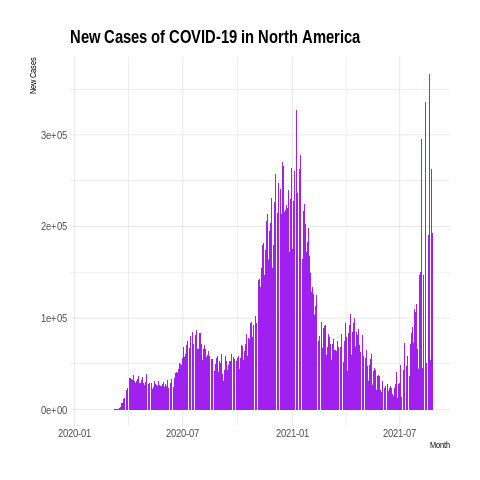 New Cases of COVID-19 in North America
New Cases
3e+05
2e+05
1e+05
0e+00
2020-01 2020-07 2021-01 2021-07
Month